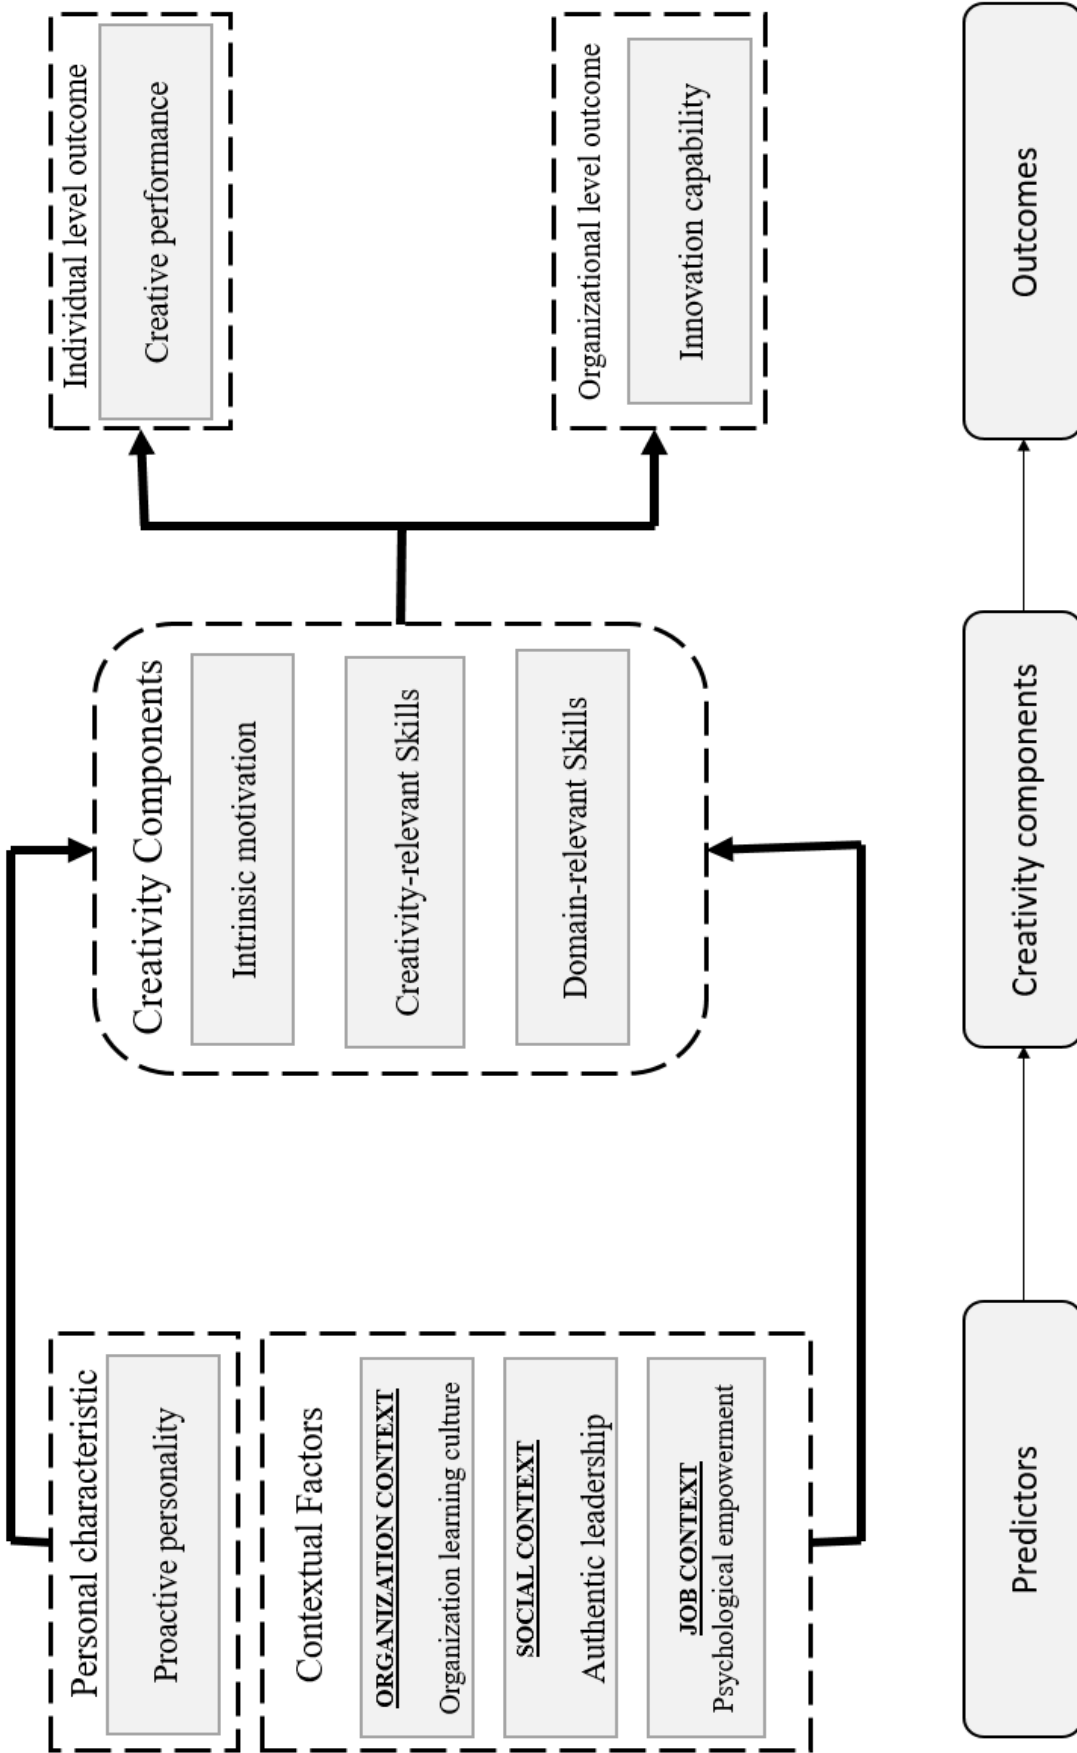 Personal characteristic
Proactive personality
Contextual Factors
ORGANIZATION CONTEXT
Organization learning culture
SOCIAL CONTEXT
Authentic leadership
JOB CONTEXT
Psychological empowerment
Creativity Components
Intrinsic motivation
Creativity-relevant Skills
Domain-relevant Skills
Individual level outcome
Creative performance
Organizational level outcome
Innovation capability
Predictors
Creativity components
Outcomes